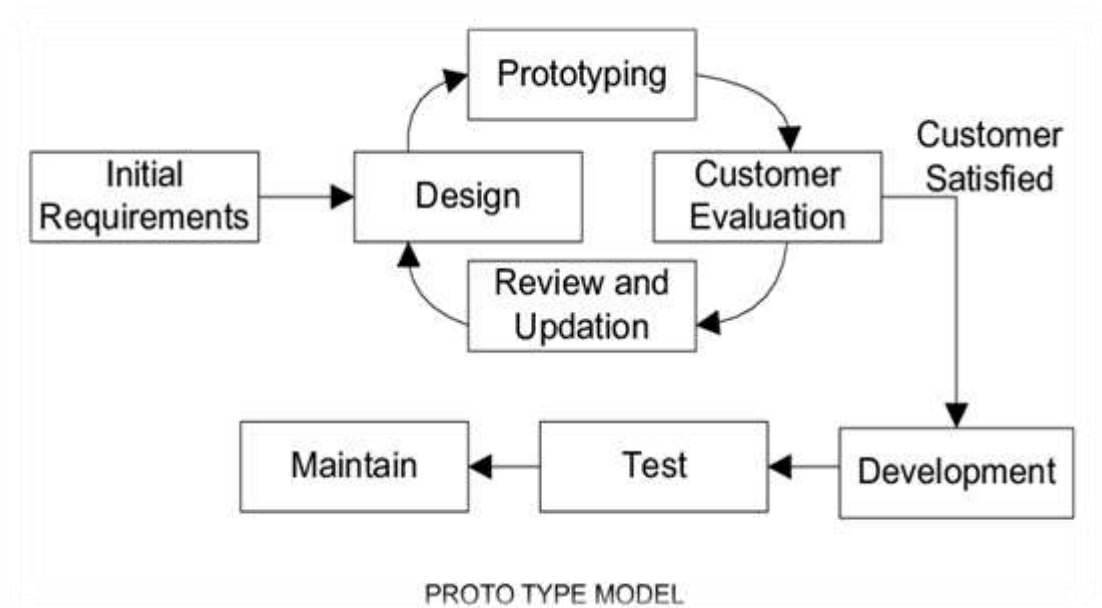 Prototyping
Customer
Satisfied
Initial
Requirements
Design
Customer
Evaluation
Review and
Updation
Maintain
Test
Development
PROTO TYPE MODEL